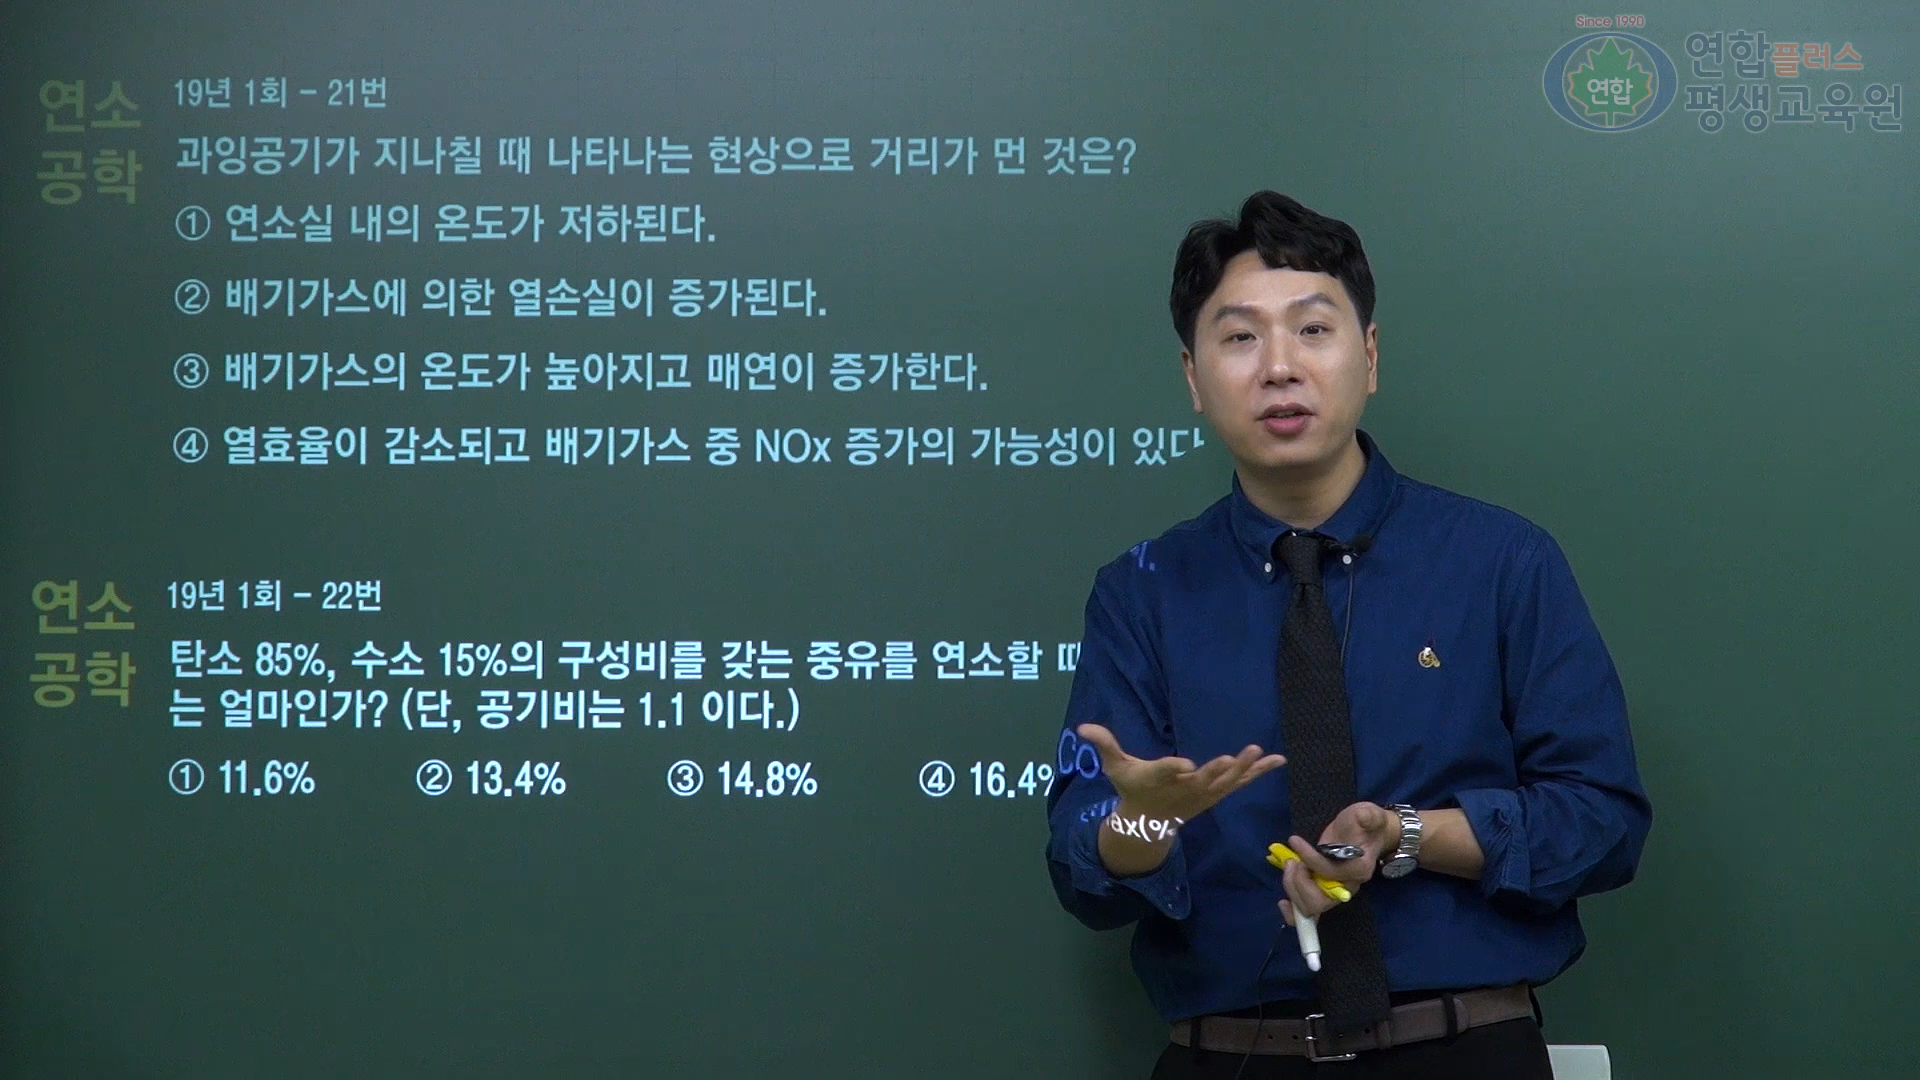 Since 1990
연합
연합플러스
평생교육원
연소
공학
19년 1회 – 21번
과잉공기가 지나칠 때 나타나는 현상으로 거리가 먼 것은?
① 연소실 내의 온도가 저하된다.
② 배기가스에 의한 열손실이 증가된다.
③ 배기가스의 온도가 높아지고 매연이 증가한다.
④ 열효율이 감소되고 배기가스 중 NOx 증가의 가능성이 있다
연소
공학
19년 1회 – 22번
탄소 85%, 수소 15%의 구성비를 갖는 중유를 연소할
는 얼마인가? (단, 공기비는 1.1 이다.)
① 11.6% ② 13.4% ③ 14.8% ④ 16.4%